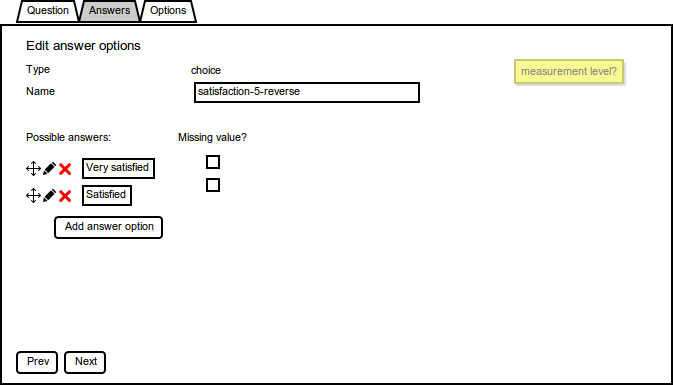 Question Answers Options
Edit answer options
Type choice measurement level?
Name satisfaction-5-reverse
Possible answers: Missing value?
Very satisfied
Satisfied
Add answer option
Prev Next